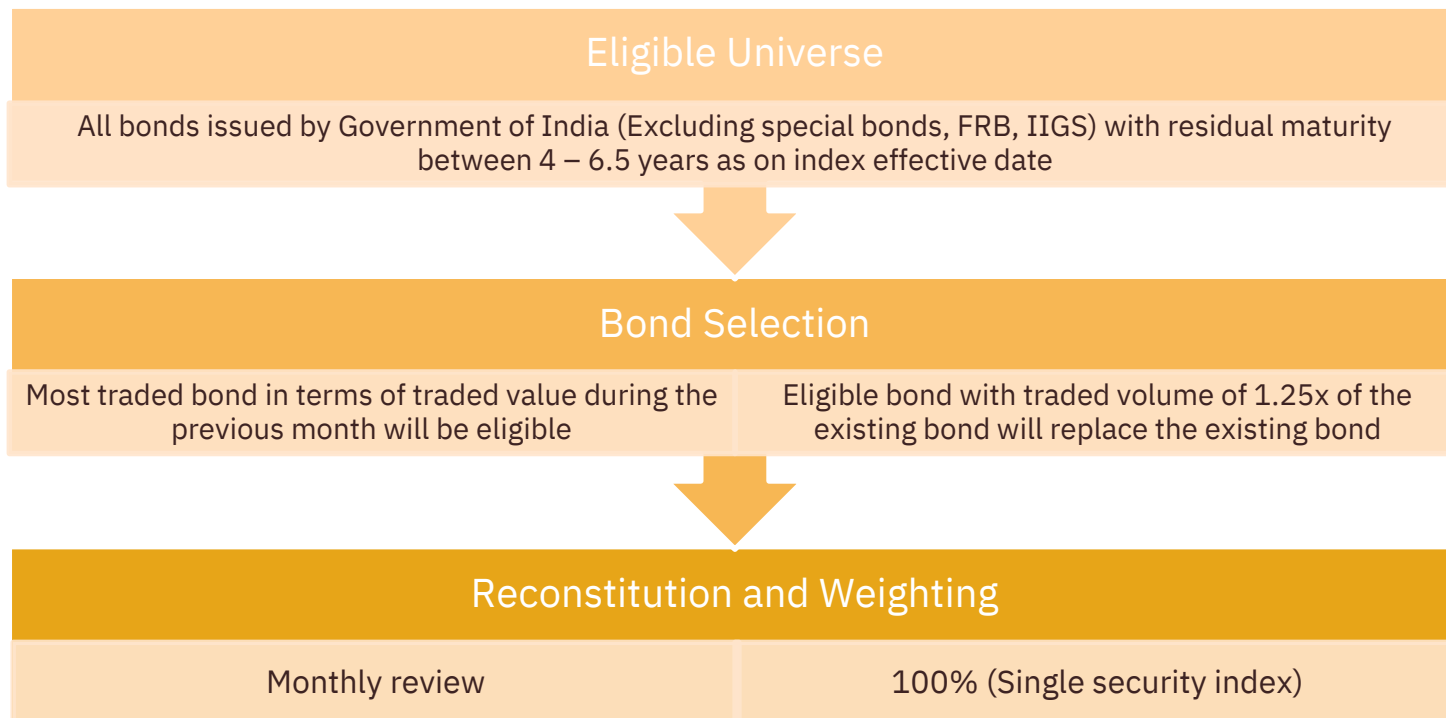 Eligible Universe
All bonds issued by Government of India (Excluding special bonds, FRB, IIGS) with residual maturity
between 4 – 6.5 years as on index effective date
Bond Selection
Most traded bond in terms of traded value during the
previous month will be eligible
Eligible bond with traded volume of 1.25x of the
existing bond will replace the existing bond
Reconstitution and Weighting
Monthly review
100% (Single security index)